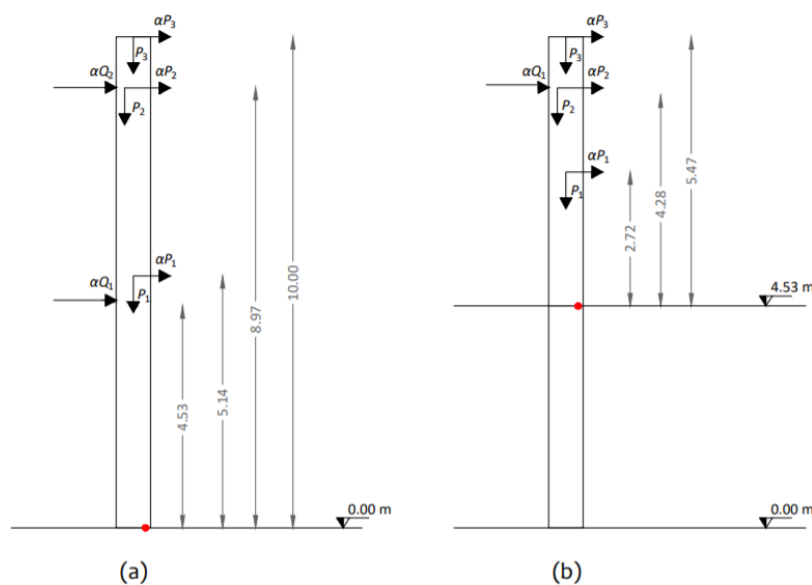 αP3
P3
αQ2
αP2
P2
αP1
αQ1
P1
4.53
5.14
8.97
10.00
0.00 m
(a)
αP3
P3
αQ1
αP2
P2
αP1
P1
2.72
4.28
5.47
4.53 m
0.00 m
(b)